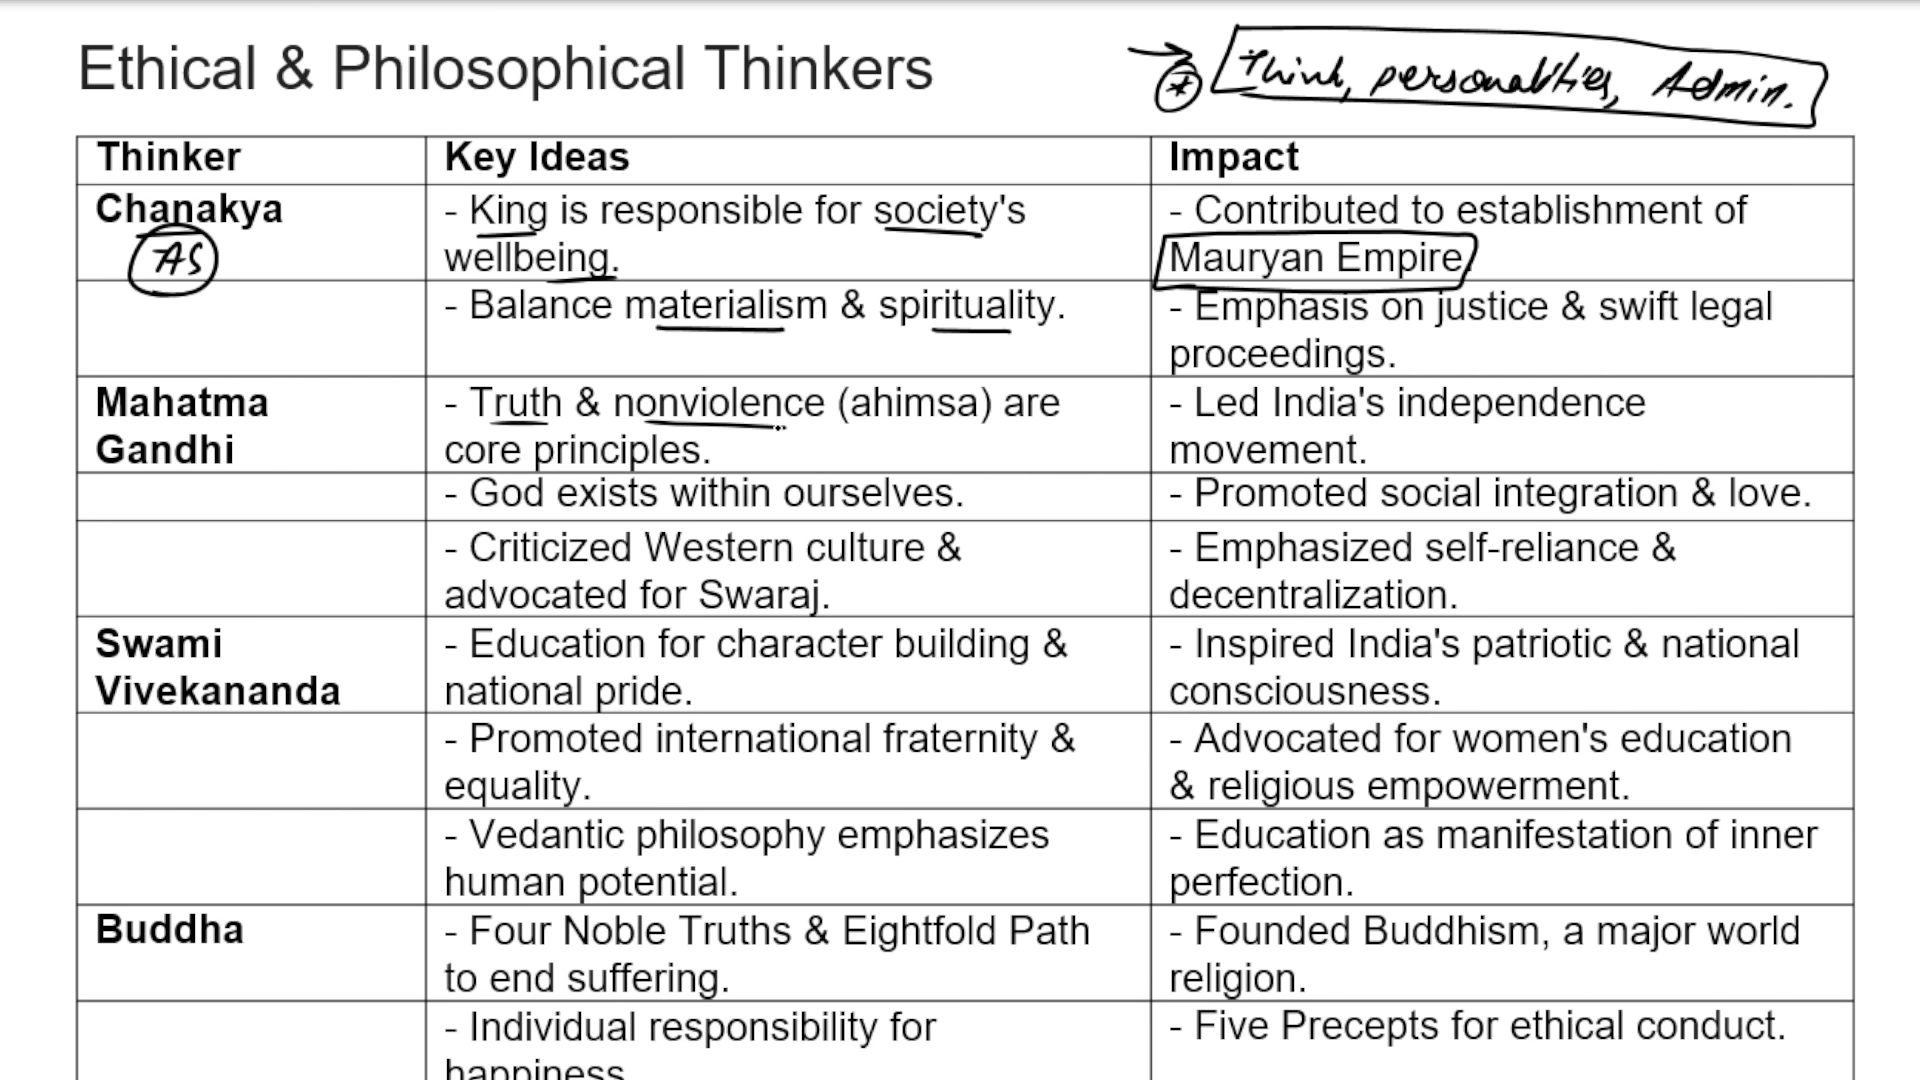 Ethical & Philosophical Thinkers
Think, personalities, Admin.
Thinker Key Ideas Impact
Chanakya
AS
- King is responsible for society's
wellbeing.
- Contributed to establishment of
Mauryan Empire.
- Balance materialism & spirituality.
- Emphasis on justice & swift legal
proceedings.
Mahatma
Gandhi
- Truth & nonviolence (ahimsa) are
core principles.
- Led India's independence
movement.
- God exists within ourselves.
- Promoted social integration & love.
- Criticized Western culture &
advocated for Swaraj.
- Emphasized self-reliance &
decentralization.
Swami
Vivekananda
- Education for character building &
national pride.
- Inspired India's patriotic & national
consciousness.
- Promoted international fraternity &
equality.
- Advocated for women's education
& religious empowerment.
- Vedantic philosophy emphasizes
human potential.
- Education as manifestation of inner
perfection.
Buddha
- Four Noble Truths & Eightfold Path
to end suffering.
- Founded Buddhism, a major world
religion.
- Individual responsibility for
happiness
- Five Precepts for ethical conduct.